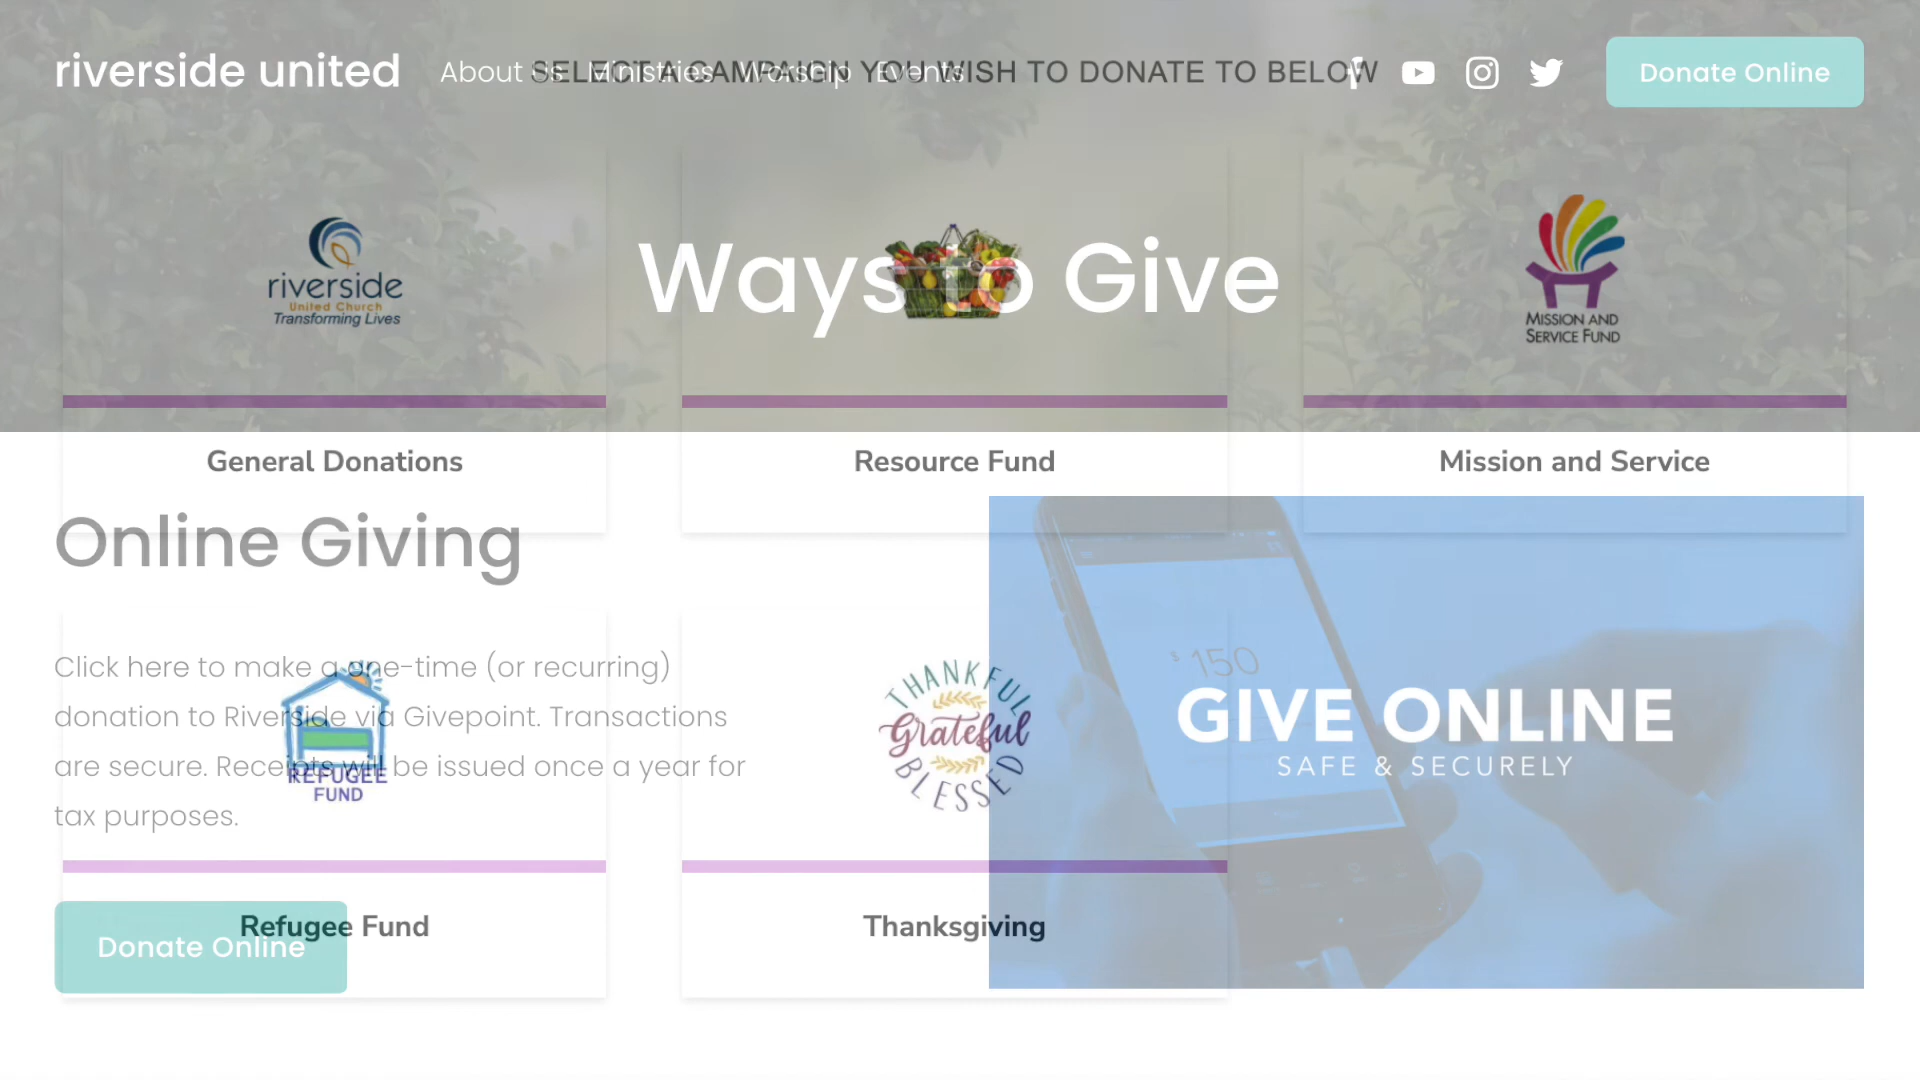 riverside united
About Us Ministries Worship Events
SELECT A CAMPAIGN YOU WISH TO DONATE TO BELOW
Donate Online
riverside
United Church
Transforming Lives
Ways to Give
MISSION AND
SERVICE FUND
General Donations
Resource Fund
Mission and Service
Online Giving
Click here to make a one-time (or recurring)
donation to Riverside via Givepoint. Transactions
are secure. Receipts will be issued once a year for
tax purposes.
REFUGEE
FUND
THANKFUL
Grateful
BLESSED
$ 150
GIVE ONLINE
SAFE & SECURELY
Refugee Fund
Thanksgiving
Donate Online